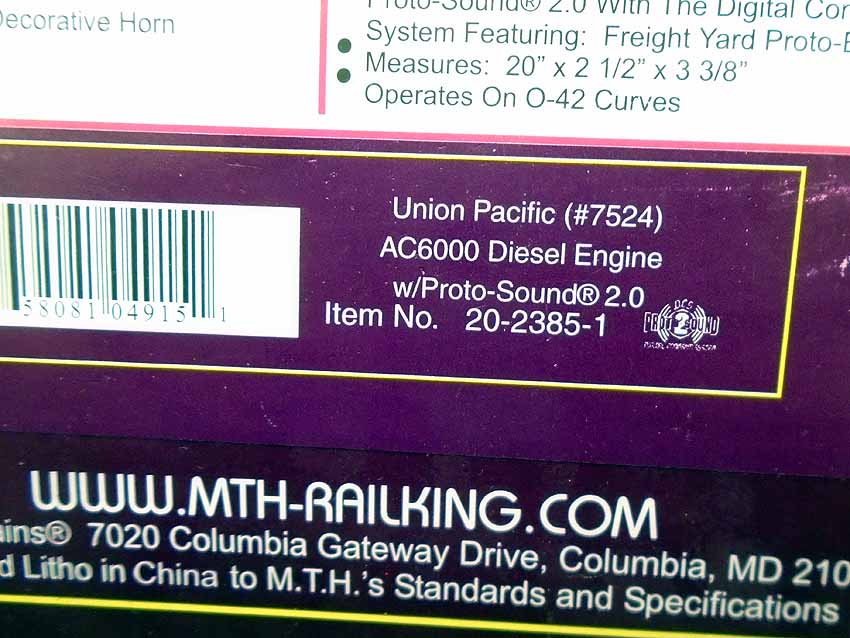 Decorative Horn
Proto-Sound® 2.0 With The Digital
System Featuring: Freight Yard
Measures: 20” x 2 1/2” x 3 3/8”
Operates On O-42 Curves
58081 04915 1
Union Pacific (#7524)
AC6000 Diesel Engine
w/Proto-Sound® 2.0
Item No. 20-2385-1
DCS
PROTO SOUND 2
WWW.MTH-RAILKING.COM
® 7020 Columbia Gateway Drive, Columbia, MD 210
Litho in China to M.T.H.'s Standards and Specifications